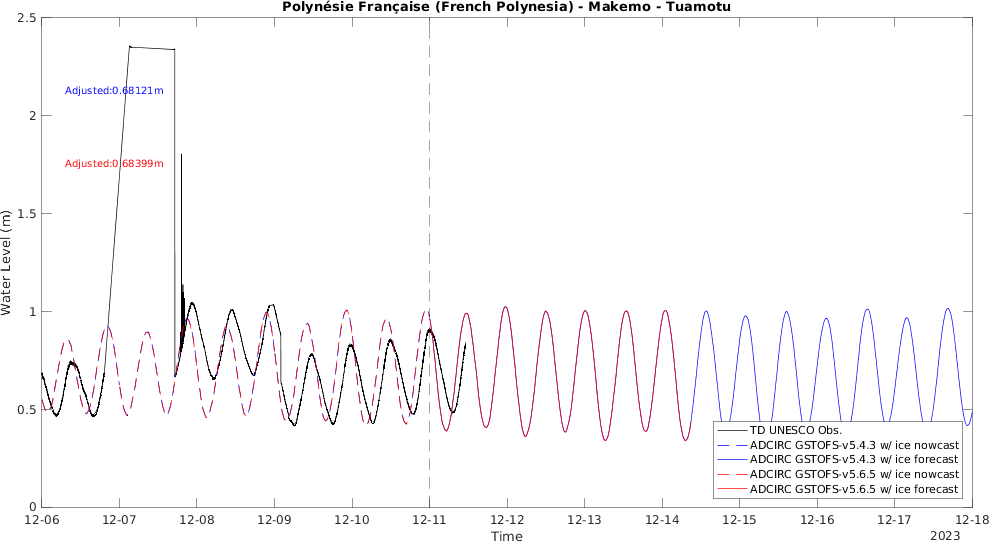 Polynésie Française (French Polynesia) - Makemo - Tuamotu
2.5
2
1.5
1
0.5
0
Water Level (m)
Adjusted:0.68121m
Adjusted:0.68399m
TD UNESCO Obs.
ADCIRC GSTOFS-v5.4.3 w/ ice nowcast
ADCIRC GSTOFS-v5.4.3 w/ ice forecast
ADCIRC GSTOFS-v5.6.5 w/ ice nowcast
ADCIRC GSTOFS-v5.6.5 w/ ice forecast
12-06 12-07 12-08 12-09 12-10 12-11 12-12 12-13 12-14 12-15 12-16 12-17 12-18
Time
2023